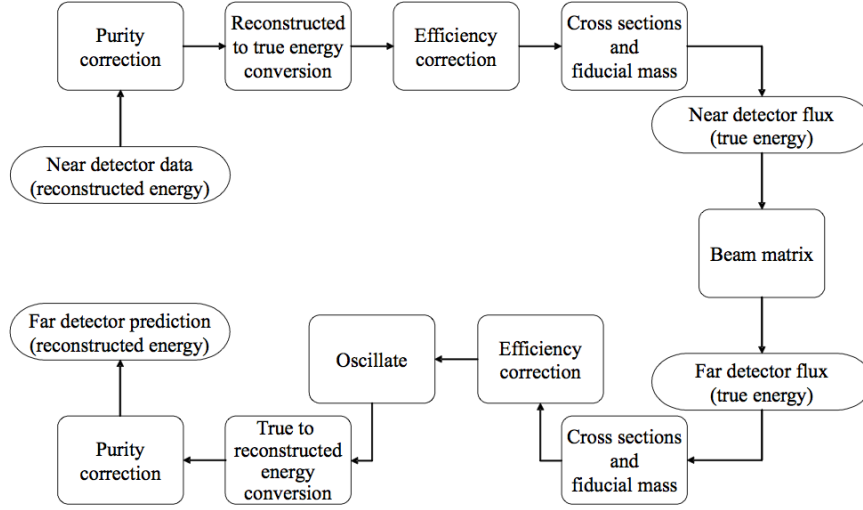 Purity
correction
Reconstructed
to true energy
conversion
Efficiency
correction
Cross sections
and
fiducial mass
Near detector flux
(true energy)
Near detector data
(reconstructed energy)
Beam matrix
Far detector prediction
(reconstructed energy)
Oscillate
Efficiency
correction
Far detector flux
(true energy)
Purity
correction
True to
reconstructed
energy
conversion
Cross sections
and
fiducial mass